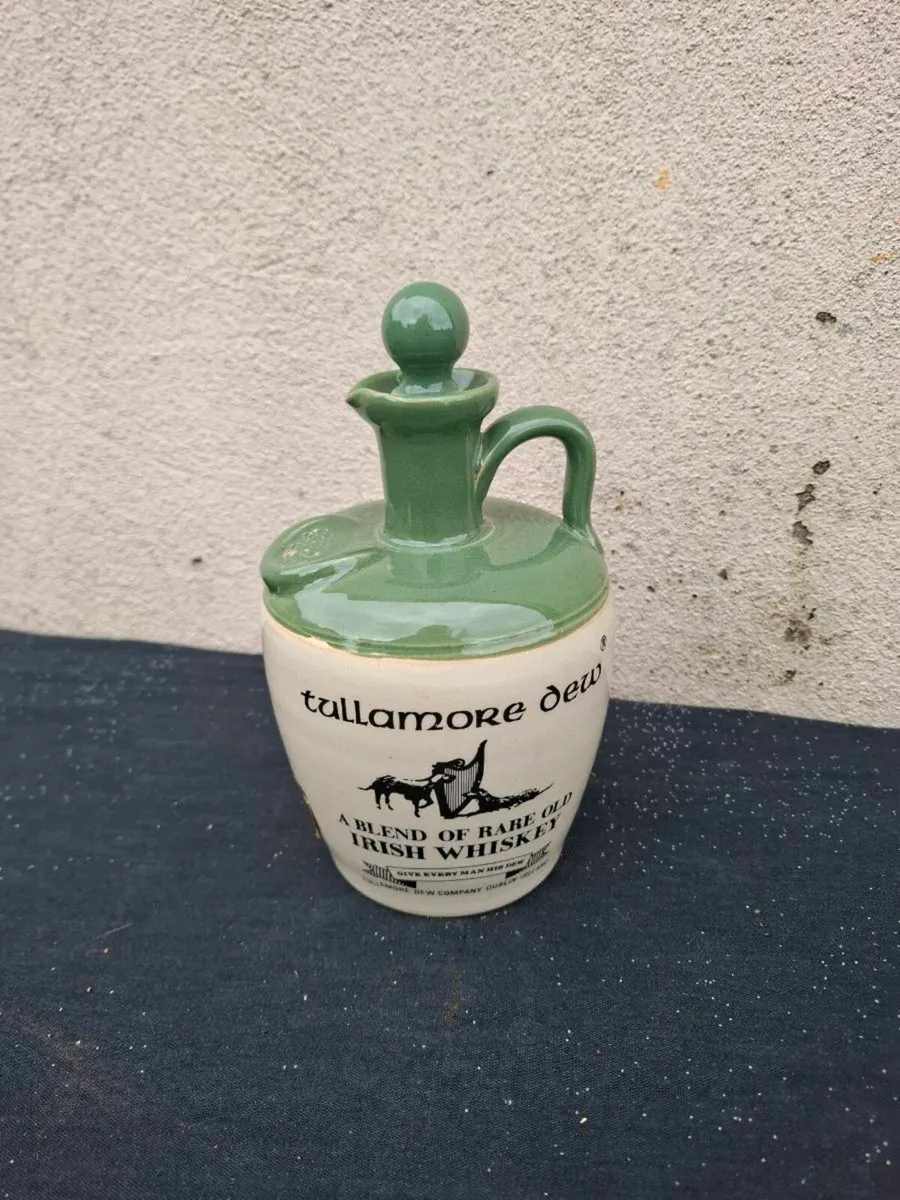 tullamore dew ®
A BLEND OF RARE OLD
IRISH WHISKEY
GIVE EVERY MAN HIS DEW
TULLAMORE DEW COMPANY DUBLIN IRELAND